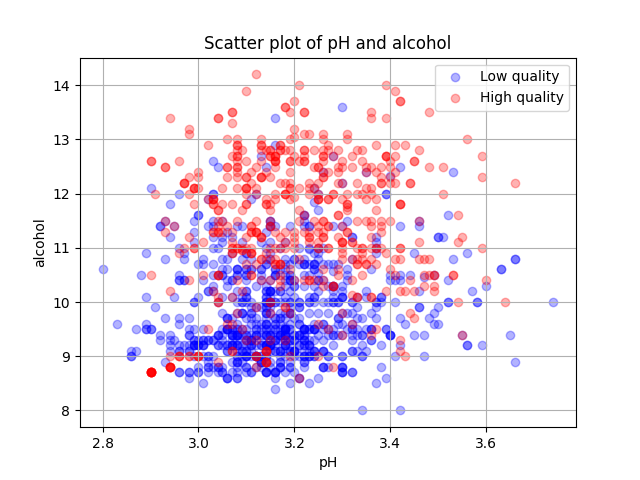 Scatter plot of pH and alcohol
Low quality
High quality
14
13
12
11
10
9
8
alcohol
2.8 3.0 3.2 3.4 3.6
pH